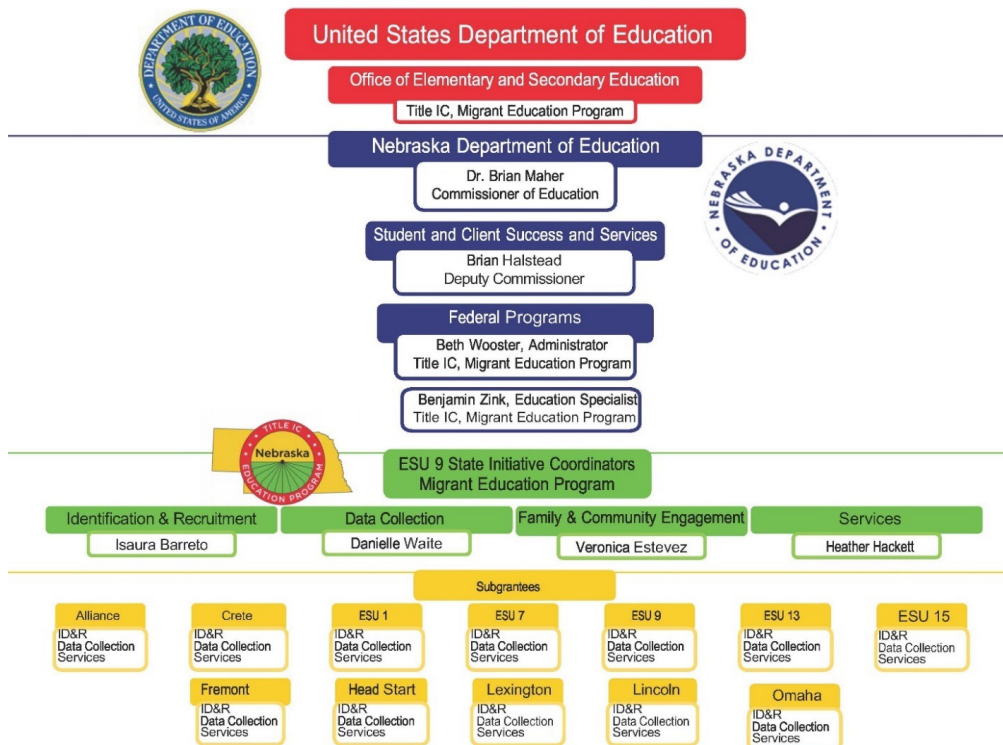 DEPARTMENT OF EDUCATION
UNITED STATES OF AMERICA
United States Department of Education
Office of Elementary and Secondary Education
Title IC, Migrant Education Program
Nebraska Department of Education
Dr. Brian Maher
Commissioner of Education
NEBRASKA DEPARTMENT
OF EDUCATION
Student and Client Success and Services
Brian Halstead
Deputy Commissioner
Federal Programs
Beth Wooster, Administrator
Title IC, Migrant Education Program
Benjamin Zink, Education Specialist
Title IC, Migrant Education Program
TITLE IC
Nebraska
EDUCATION PROGRAM
ESU 9 State Initiative Coordinators
Migrant Education Program
Identification & Recruitment
Isaura Barreto
Data Collection
Danielle Waite
Family & Community Engagement
Veronica Estevez
Services
Heather Hackett
Subgrantees
Alliance
ID&R
Data Collection
Services
Crete
ID&R
Data Collection
Services
ESU 1
ID&R
Data Collection
Services
ESU 7
ID&R
Data Collection
Services
ESU 9
ID&R
Data Collection
Services
ESU 13
ID&R
Data Collection
Services
ESU 15
ID&R
Data Collection
Services
Fremont
ID&R
Data Collection
Services
Head Start
ID&R
Data Collection
Services
Lexington
ID&R
Data Collection
Services
Lincoln
ID&R
Data Collection
Services
Omaha
ID&R
Data Collection
Services